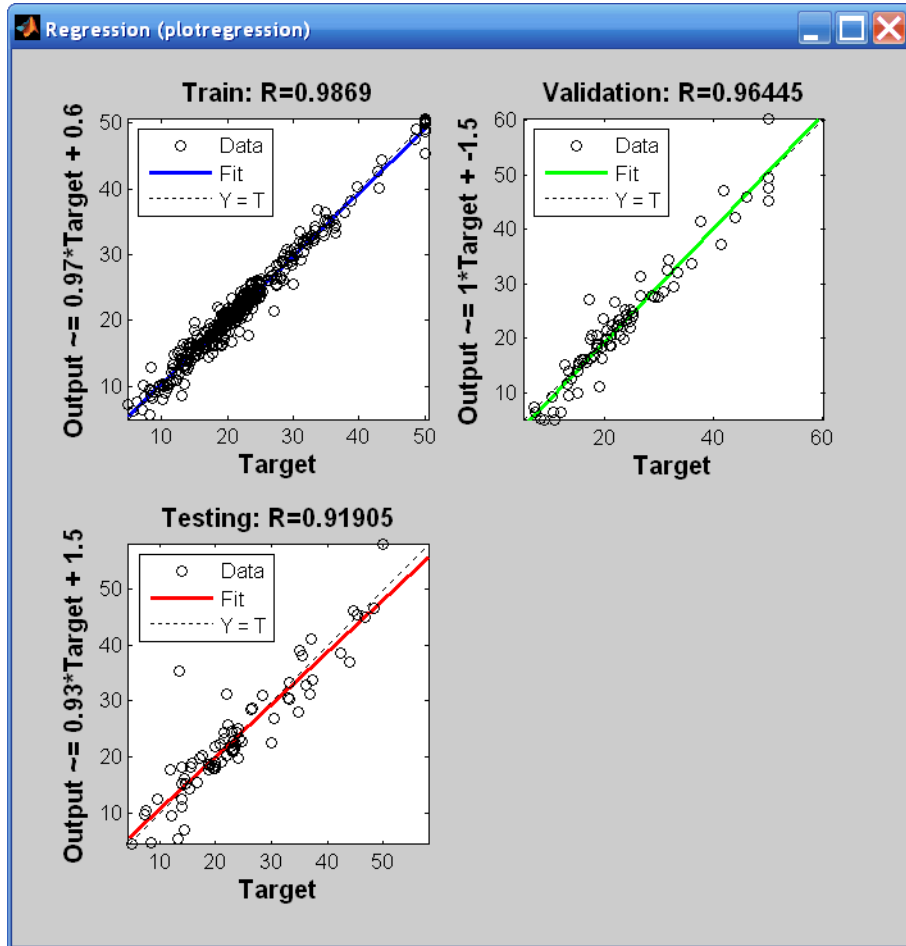 Regression (plotregression)
Train: R=0.9869
Output ~= 0.97*Target + 0.6
50
40
30
20
10
Data
Fit
Y = T
10
20
30
40
50
Target
Validation: R=0.96445
Output ~= 1*Target + -1.5
60
50
40
30
20
10
Data
Fit
Y = T
20
40
60
Target
Testing: R=0.91905
Output ~= 0.93*Target + 1.5
50
40
30
20
10
Data
Fit
Y = T
10
20
30
40
50
Target